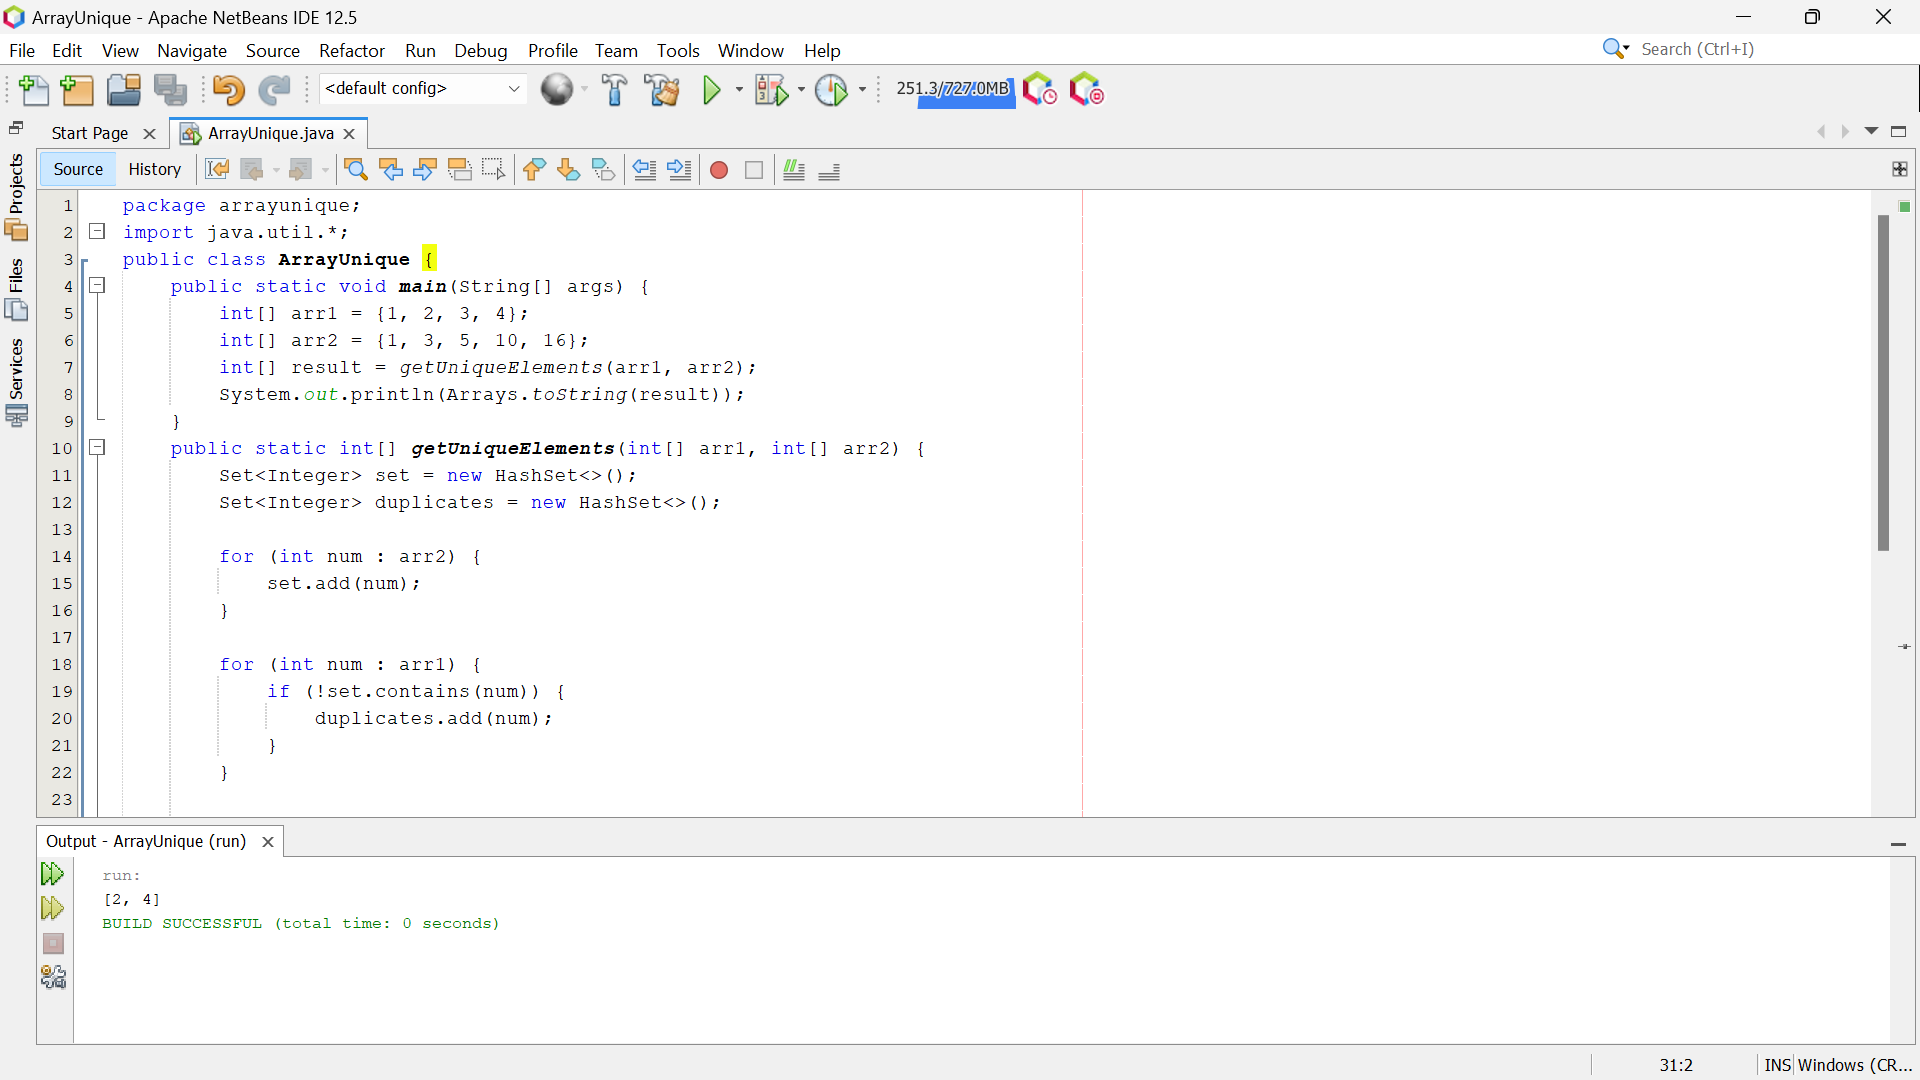 ArrayUnique - Apache NetBeans IDE 12.5
File Edit View Navigate Source Refactor Run Debug Profile Team Tools Window Help
Search (Ctrl+I)
<default config>
251.3/727.0MB
Start Page
ArrayUnique.java
Source History
Projects
Files
Services
1 package arrayunique;
2 import java.util.*;
3 public class ArrayUnique {
4 public static void main(String[] args) {
5 int[] arr1 = {1, 2, 3, 4};
6 int[] arr2 = {1, 3, 5, 10, 16};
7 int[] result = getUniqueElements(arr1, arr2);
8 System.out.println(Arrays.toString(result));
9 }
10 public static int[] getUniqueElements(int[] arr1, int[] arr2) {
11 Set<Integer> set = new HashSet<>();
12 Set<Integer> duplicates = new HashSet<>();
13
14 for (int num : arr2) {
15 set.add(num);
16 }
17
18 for (int num : arr1) {
19 if (!set.contains(num)) {
20 duplicates.add(num);
21 }
22 }
23
Output - ArrayUnique (run)
run:
[2, 4]
BUILD SUCCESSFUL (total time: 0 seconds)
31:2 INS Windows (CR...